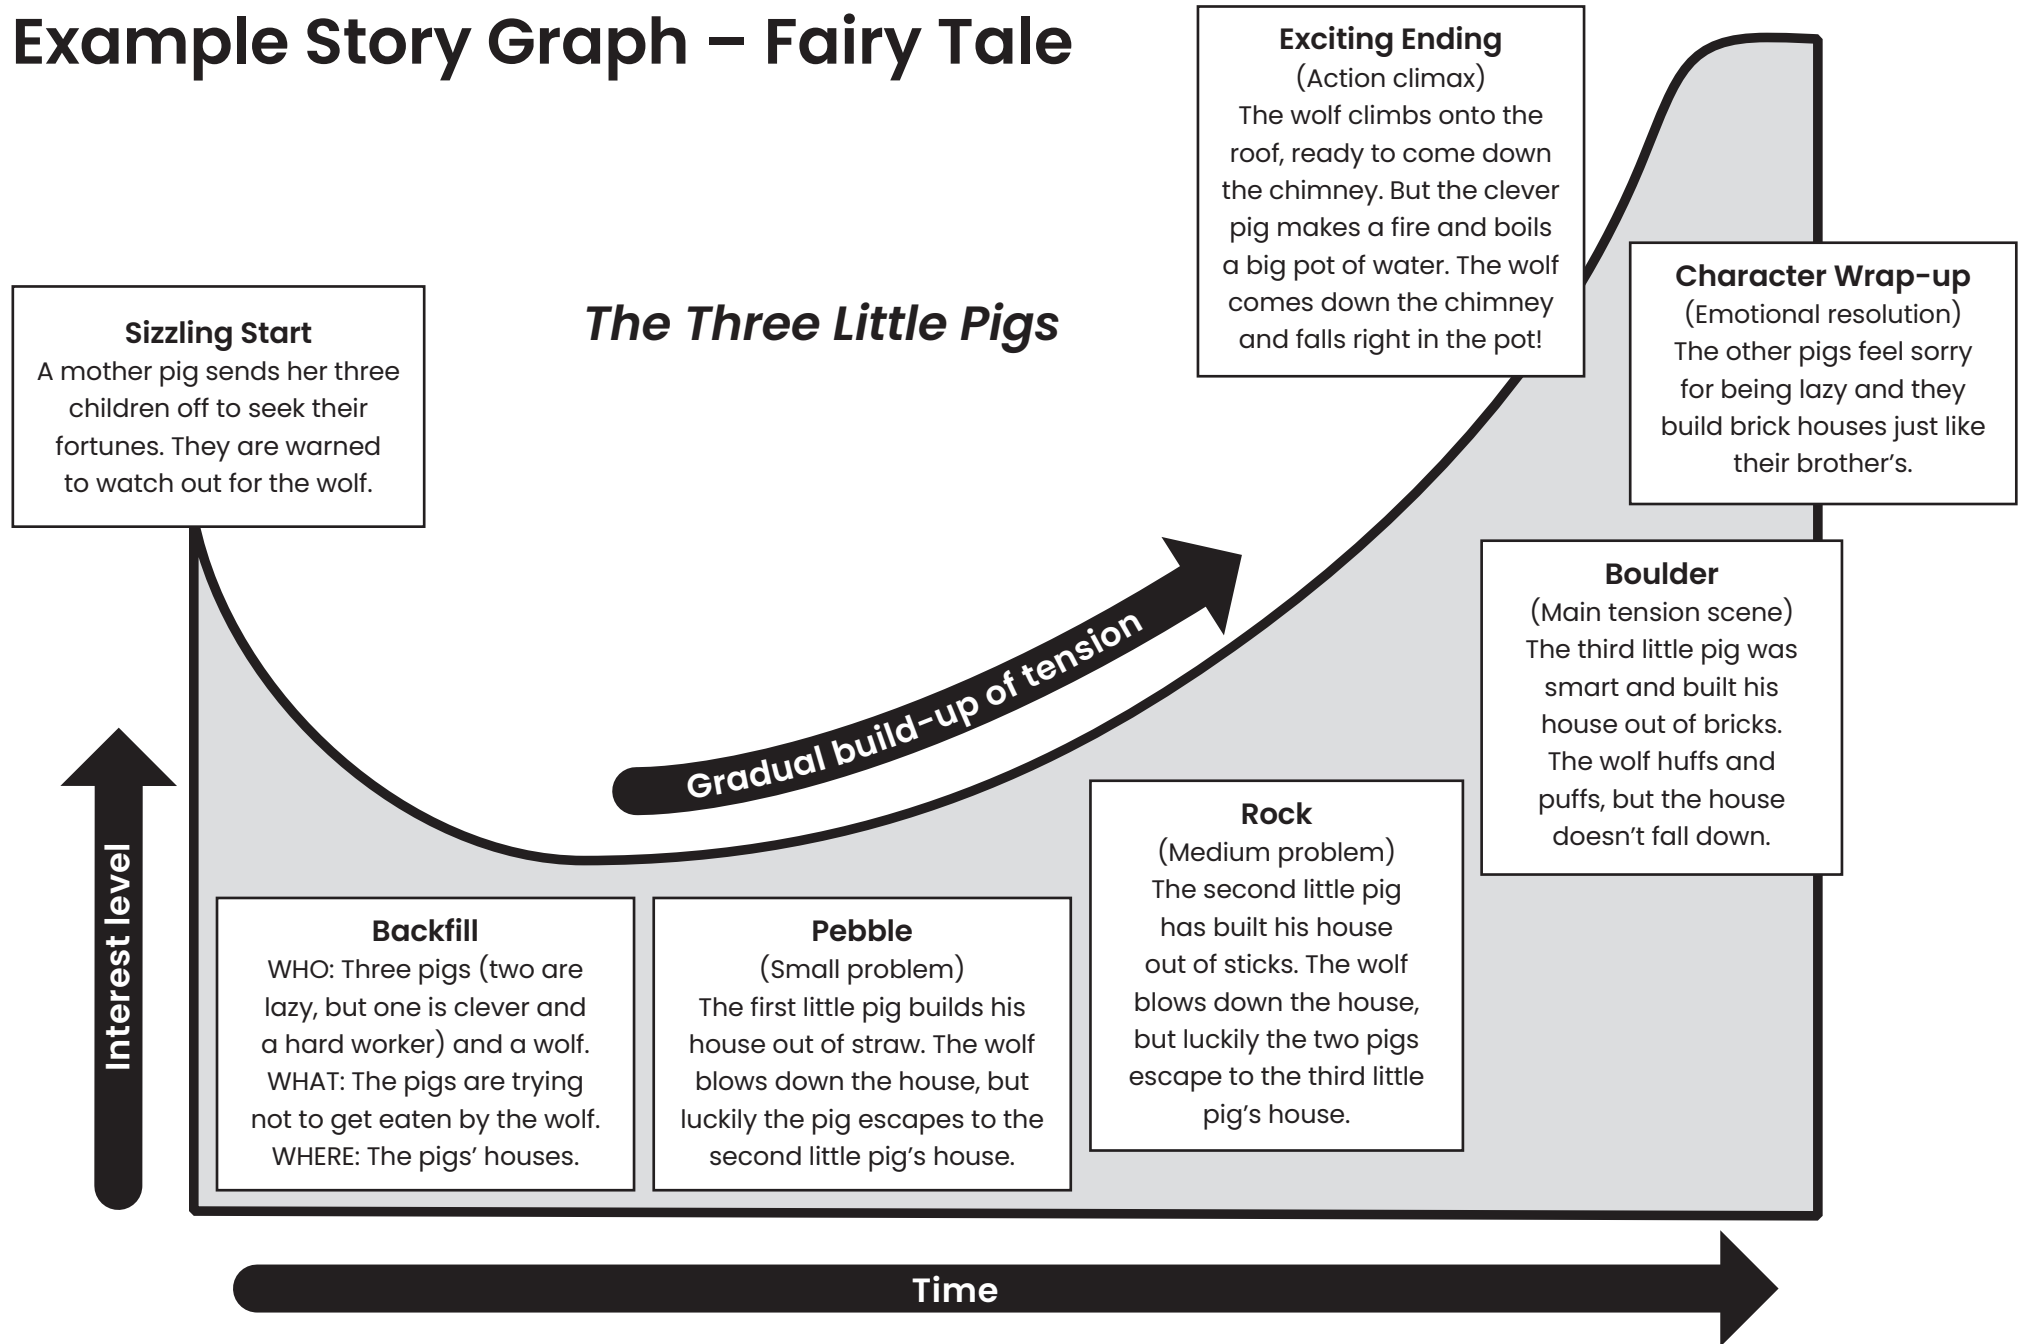 Example Story Graph – Fairy Tale
The Three Little Pigs
Sizzling Start
A mother pig sends her three
children off to seek their
fortunes. They are warned
to watch out for the wolf.
Backfill
WHO: Three pigs (two are
lazy, but one is clever and
a hard worker) and a wolf.
WHAT: The pigs are trying
not to get eaten by the wolf.
WHERE: The pigs’ houses.
Pebble
(Small problem)
The first little pig builds his
house out of straw. The wolf
blows down the house, but
luckily the pig escapes to the
second little pig’s house.
Rock
(Medium problem)
The second little pig
has built his house
out of sticks. The wolf
blows down the house,
but luckily the two pigs
escape to the third little
pig’s house.
Boulder
(Main tension scene)
The third little pig was
smart and built his
house out of bricks.
The wolf huffs and
puffs, but the house
doesn’t fall down.
Exciting Ending
(Action climax)
The wolf climbs onto the
roof, ready to come down
the chimney. But the clever
pig makes a fire and boils
a big pot of water. The wolf
comes down the chimney
and falls right in the pot!
Character Wrap-up
(Emotional resolution)
The other pigs feel sorry
for being lazy and they
build brick houses just like
their brother’s.
Gradual build-up of tension
Interest level
Time